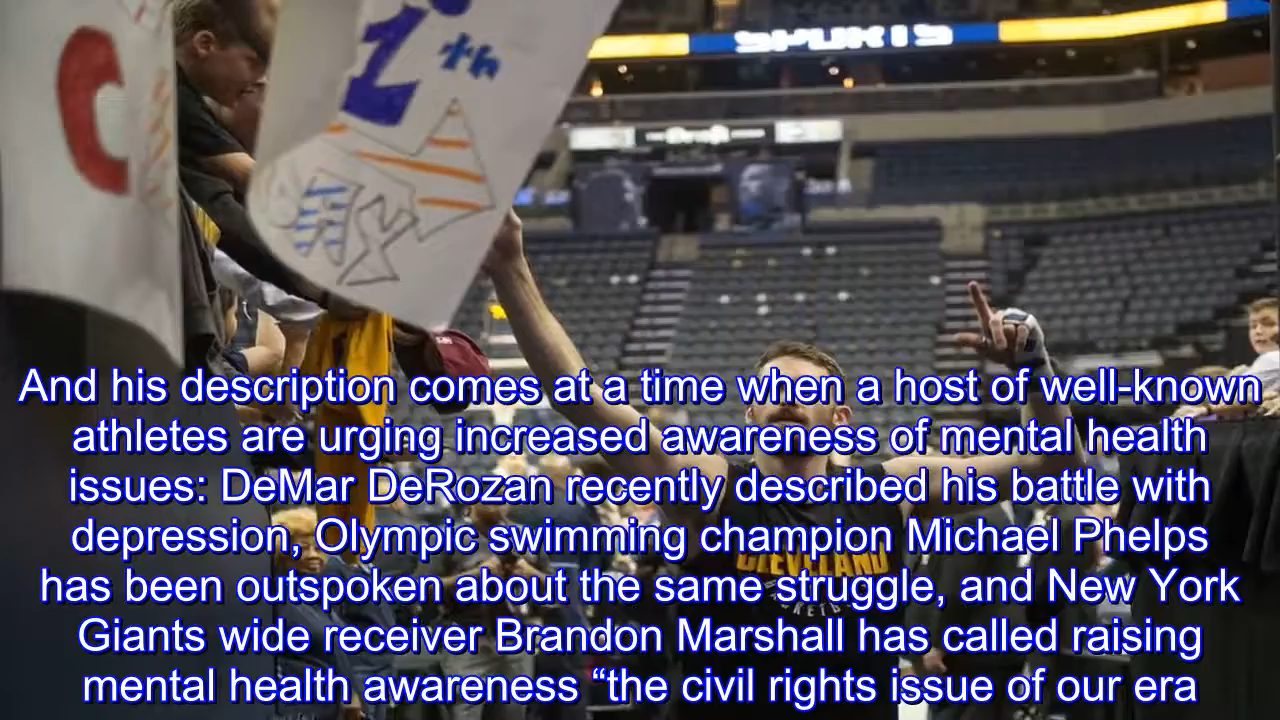 C
th
And his description comes at a time when a host of well-known
athletes are urging increased awareness of mental health
issues: DeMar DeRozan recently described his battle with
depression, Olympic swimming champion Michael Phelps
has been outspoken about the same struggle, and New York
Giants wide receiver Brandon Marshall has called raising
mental health awareness “the civil rights issue of our era
CLEVELAND